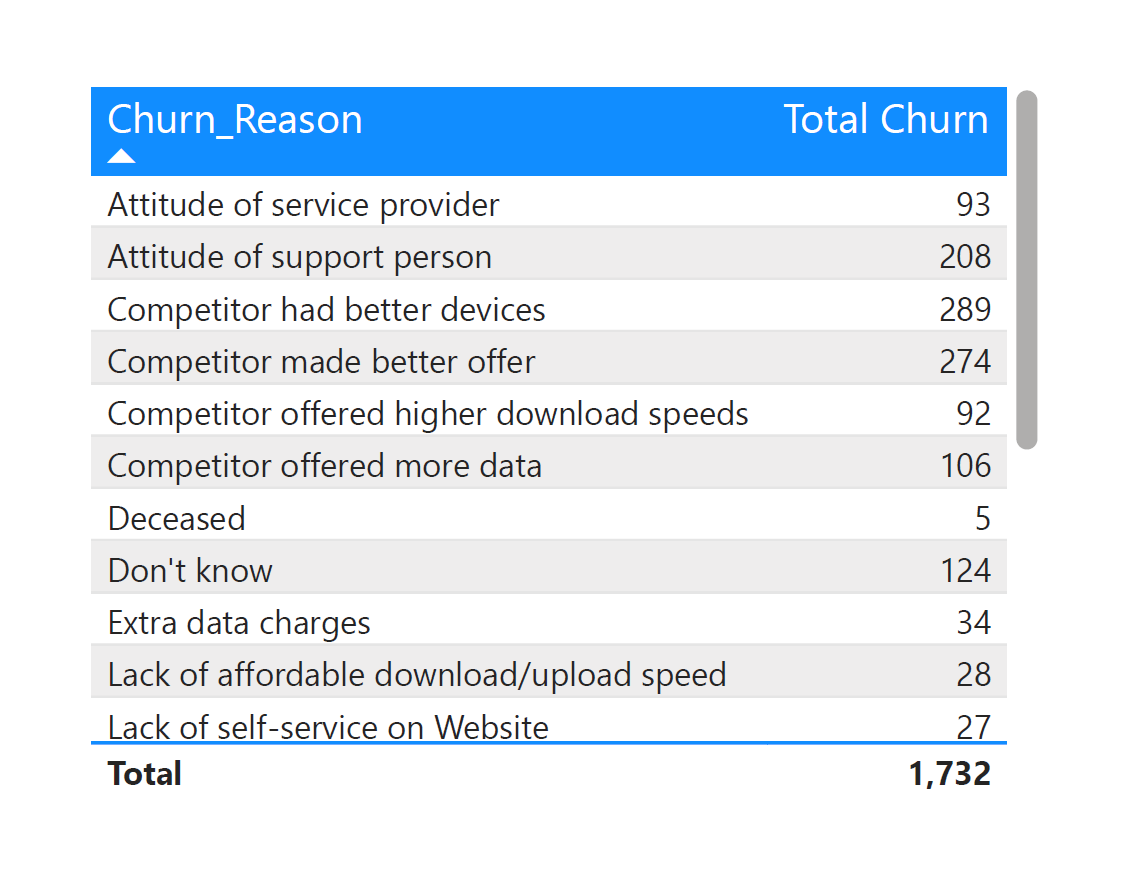 Churn_Reason Total Churn
Attitude of service provider 93
Attitude of support person 208
Competitor had better devices 289
Competitor made better offer 274
Competitor offered higher download speeds 92
Competitor offered more data 106
Deceased 5
Don't know 124
Extra data charges 34
Lack of affordable download/upload speed 28
Lack of self-service on Website 27
Total 1,732